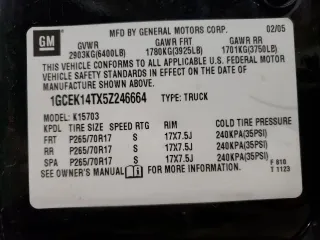 MFD BY GENERAL MOTORS CORP. 02/05
GM
GVWR GAWR FRT GAWR RR
2903KG(6400LB) 1780KG(3925LB) 1701KG(3750LB)
THIS VEHICLE CONFORMS TO ALL APPLICABLE U.S. FEDERAL MOTOR
VEHICLE SAFETY STANDARDS IN EFFECT ON THE DATE OF
MANUFACTURE SHOWN ABOVE.
1GCEK14TX5Z246664 TYPE: TRUCK
MODEL: K15703
KPDL TIRE SIZE SPEED RTG RIM COLD TIRE PRESSURE
FRT P265/70R17 S 17X7.5J 240KPA(35PSI)
RR P265/70R17 S 17X7.5J 240KPA(35PSI)
SPA P265/70R17 S 17X7.5J 240KPA(35PSI)
SEE OWNER'S MANUAL i FOR MORE INFORMATION.
F 816
T 1123